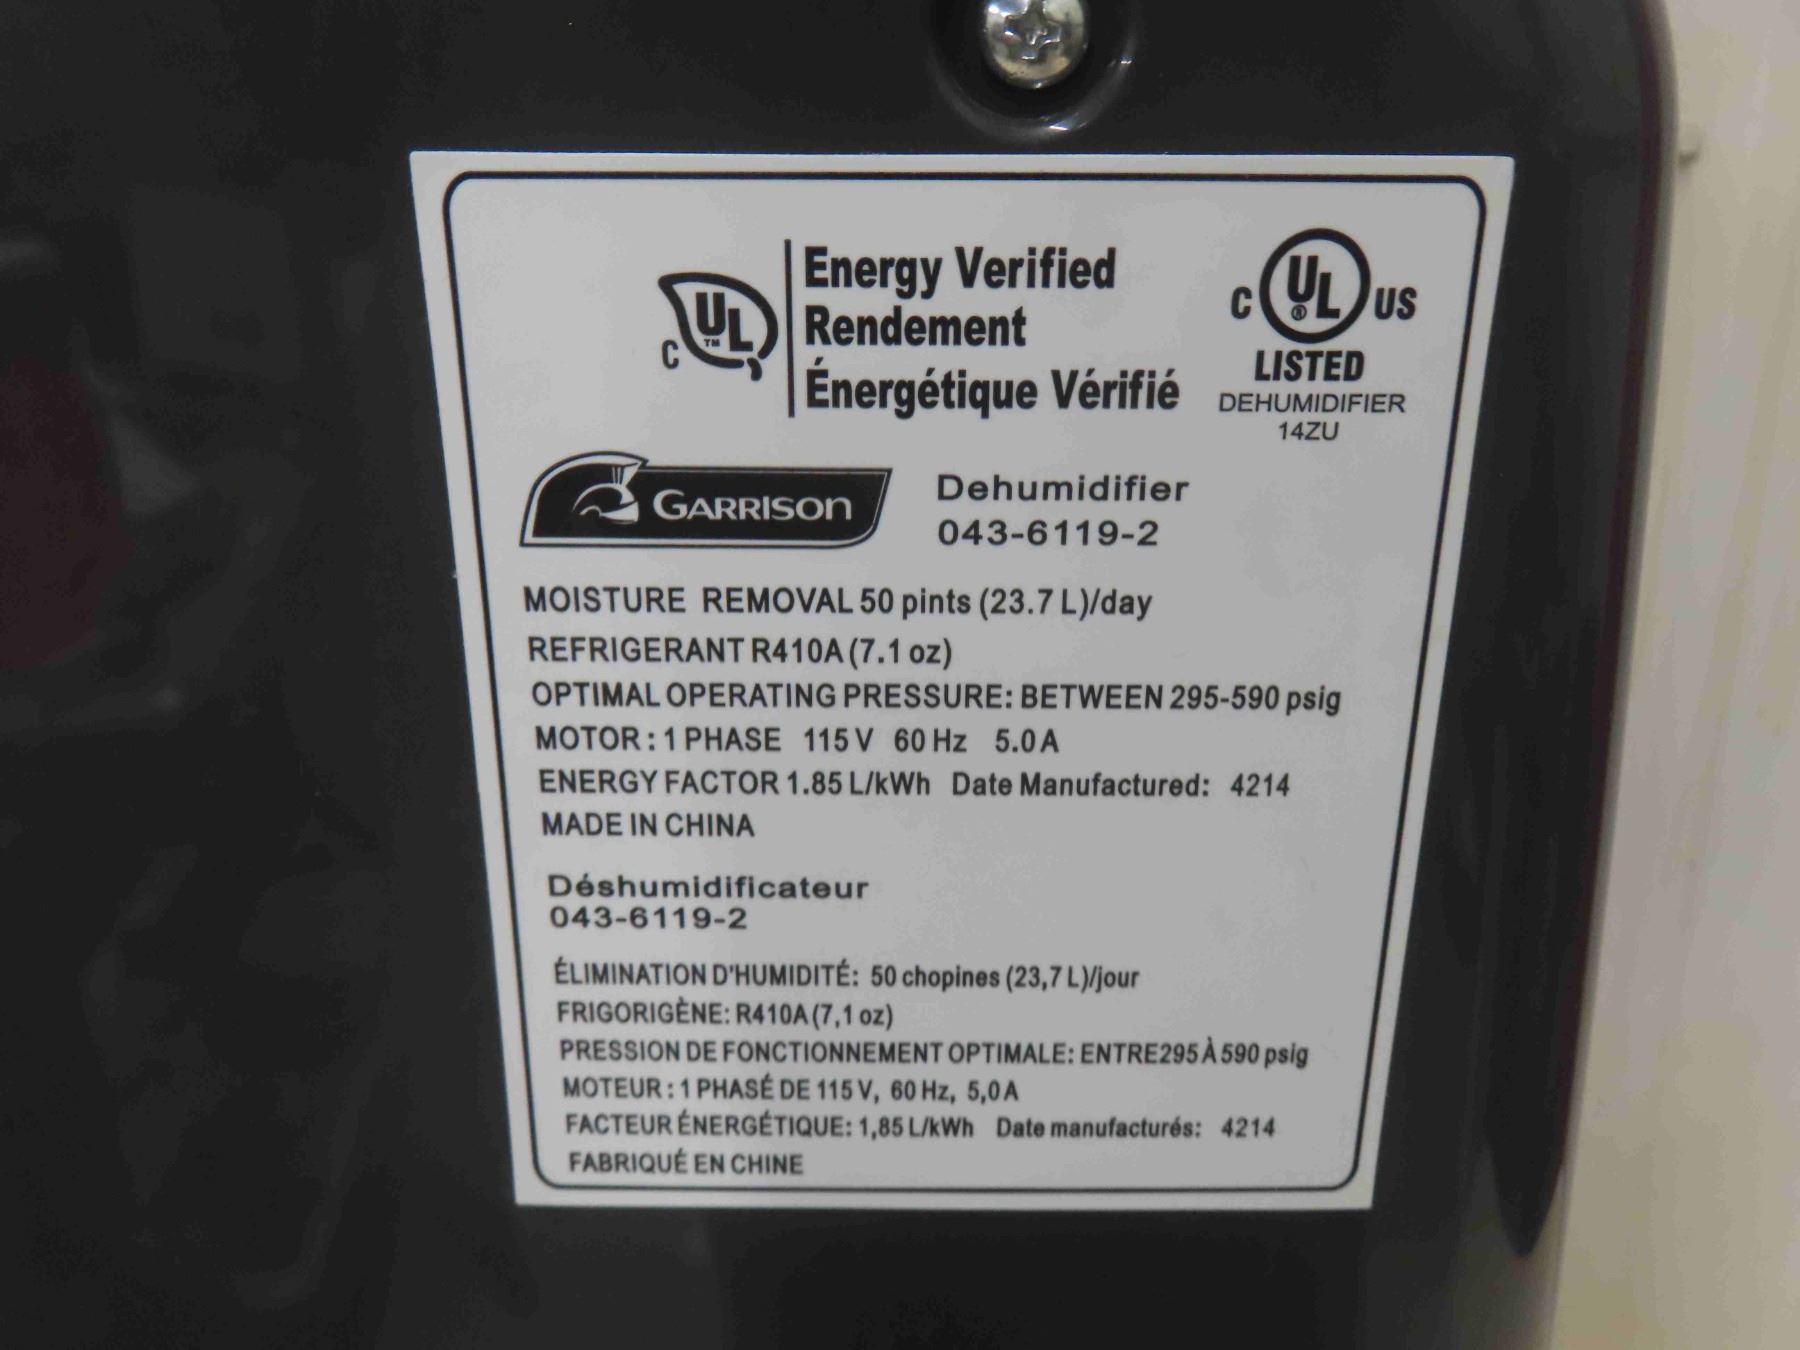 Energy Verified
Rendement
Énergétique Vérifié
C UL TM
C UL ® US
LISTED
DEHUMIDIFIER
14ZU
GARRISON
Dehumidifier
043-6119-2
MOISTURE REMOVAL 50 pints (23.7 L)/day
REFRIGERANT R410A (7.1 oz)
OPTIMAL OPERATING PRESSURE: BETWEEN 295-590 psig
MOTOR : 1 PHASE 115 V 60 Hz 5.0 A
ENERGY FACTOR 1.85 L/kWh Date Manufactured: 4214
MADE IN CHINA
Déshumidificateur
043-6119-2
ÉLIMINATION D'HUMIDITÉ: 50 chopines (23,7 L)/jour
FRIGORIGÈNE: R410A (7,1 oz)
PRESSION DE FONCTIONNEMENT OPTIMALE: ENTRE295 À 590 psig
MOTEUR : 1 PHASÉ DE 115 V, 60 Hz, 5,0 A
FACTEUR ÉNERGÉTIQUE: 1,85 L/kWh Date manufacturés: 4214
FABRIQUÉ EN CHINE